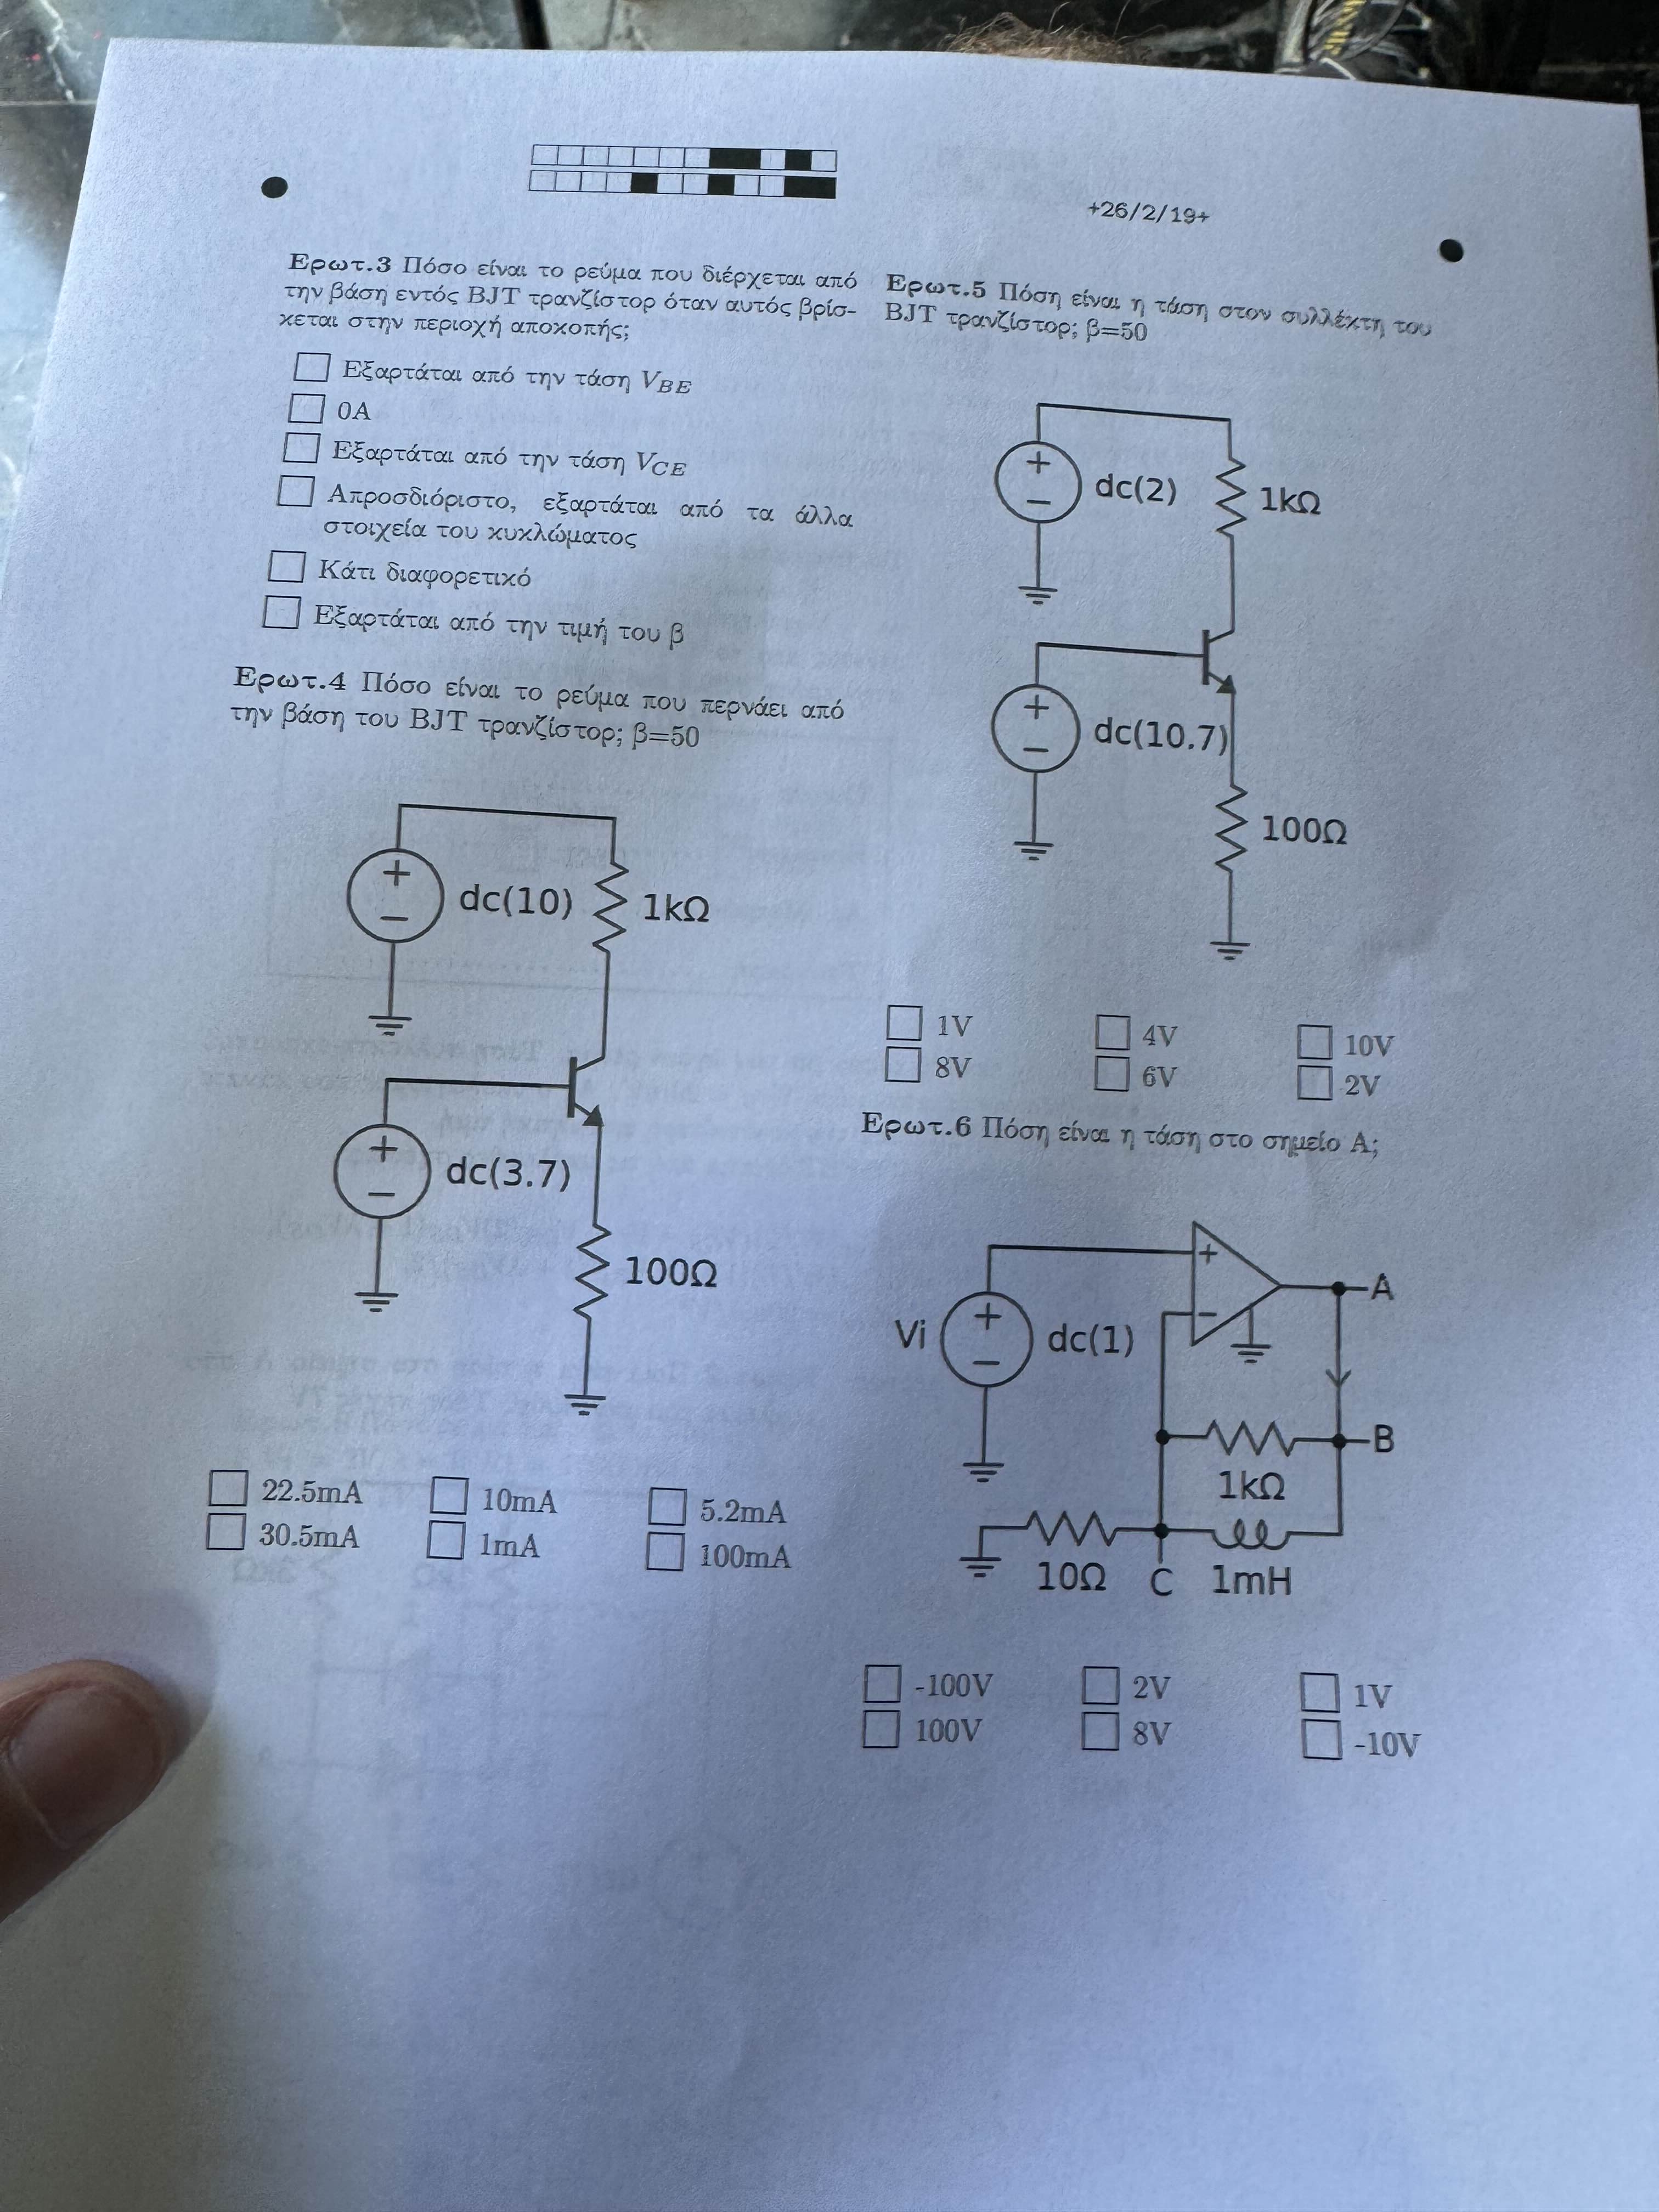 +26/2/19+
Ερωτ.3 Πόσο είναι το ρεύμα που διέρχεται από
την βάση εντός BJT τρανζίστορ όταν αυτός βρίσ-
κεται στην περιοχή αποκοπής;
Εξαρτάται από την τάση VBE
0A
Εξαρτάται από την τάση VCE
Απροσδιόριστο, εξαρτάται από τα άλλα
στοιχεία του κυκλώματος
Κάτι διαφορετικό
Εξαρτάται από την τιμή του β
Ερωτ.4 Πόσο είναι το ρεύμα που περνάει από
την βάση του BJT τρανζίστορ; β=50
+
−
dc(10)
1kΩ
+
−
dc(3.7)
100Ω
22.5mA 10mA 5.2mA
30.5mA 1mA 100mA
Ερωτ.5 Πόση είναι η τάση στον συλλέκτη του
BJT τρανζίστορ; β=50
+
−
dc(2)
1kΩ
+
−
dc(10.7)
100Ω
1V 4V 10V
8V 6V 2V
Ερωτ.6 Πόση είναι η τάση στο σημείο A;
+
−
A
Vi
+
−
dc(1)
B
1kΩ
10Ω C 1mH
-100V 2V 1V
100V 8V -10V